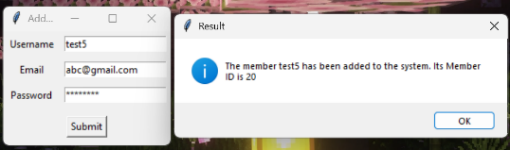 Add...
Username test5
Email abc@gmail.com
Password ********
Submit
Result
The member test5 has been added to the system. Its Member
ID is 20
OK